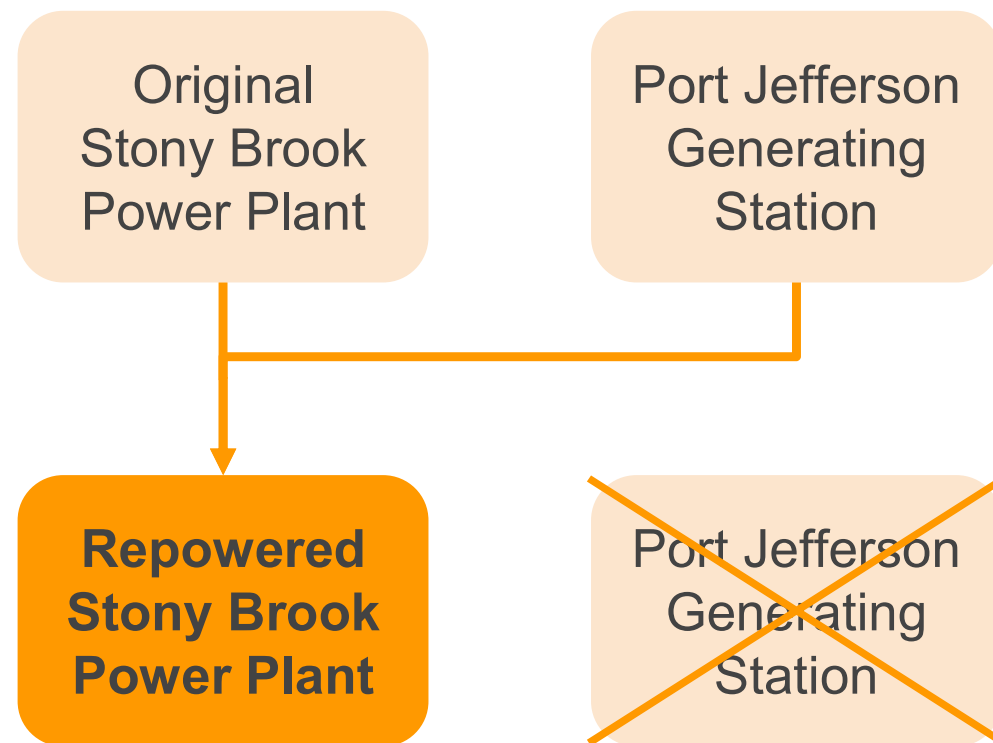 Original
Stony Brook
Power Plant
Port Jefferson
Generating
Station
Repowered
Stony Brook
Power Plant
Port Jefferson
Generating
Station